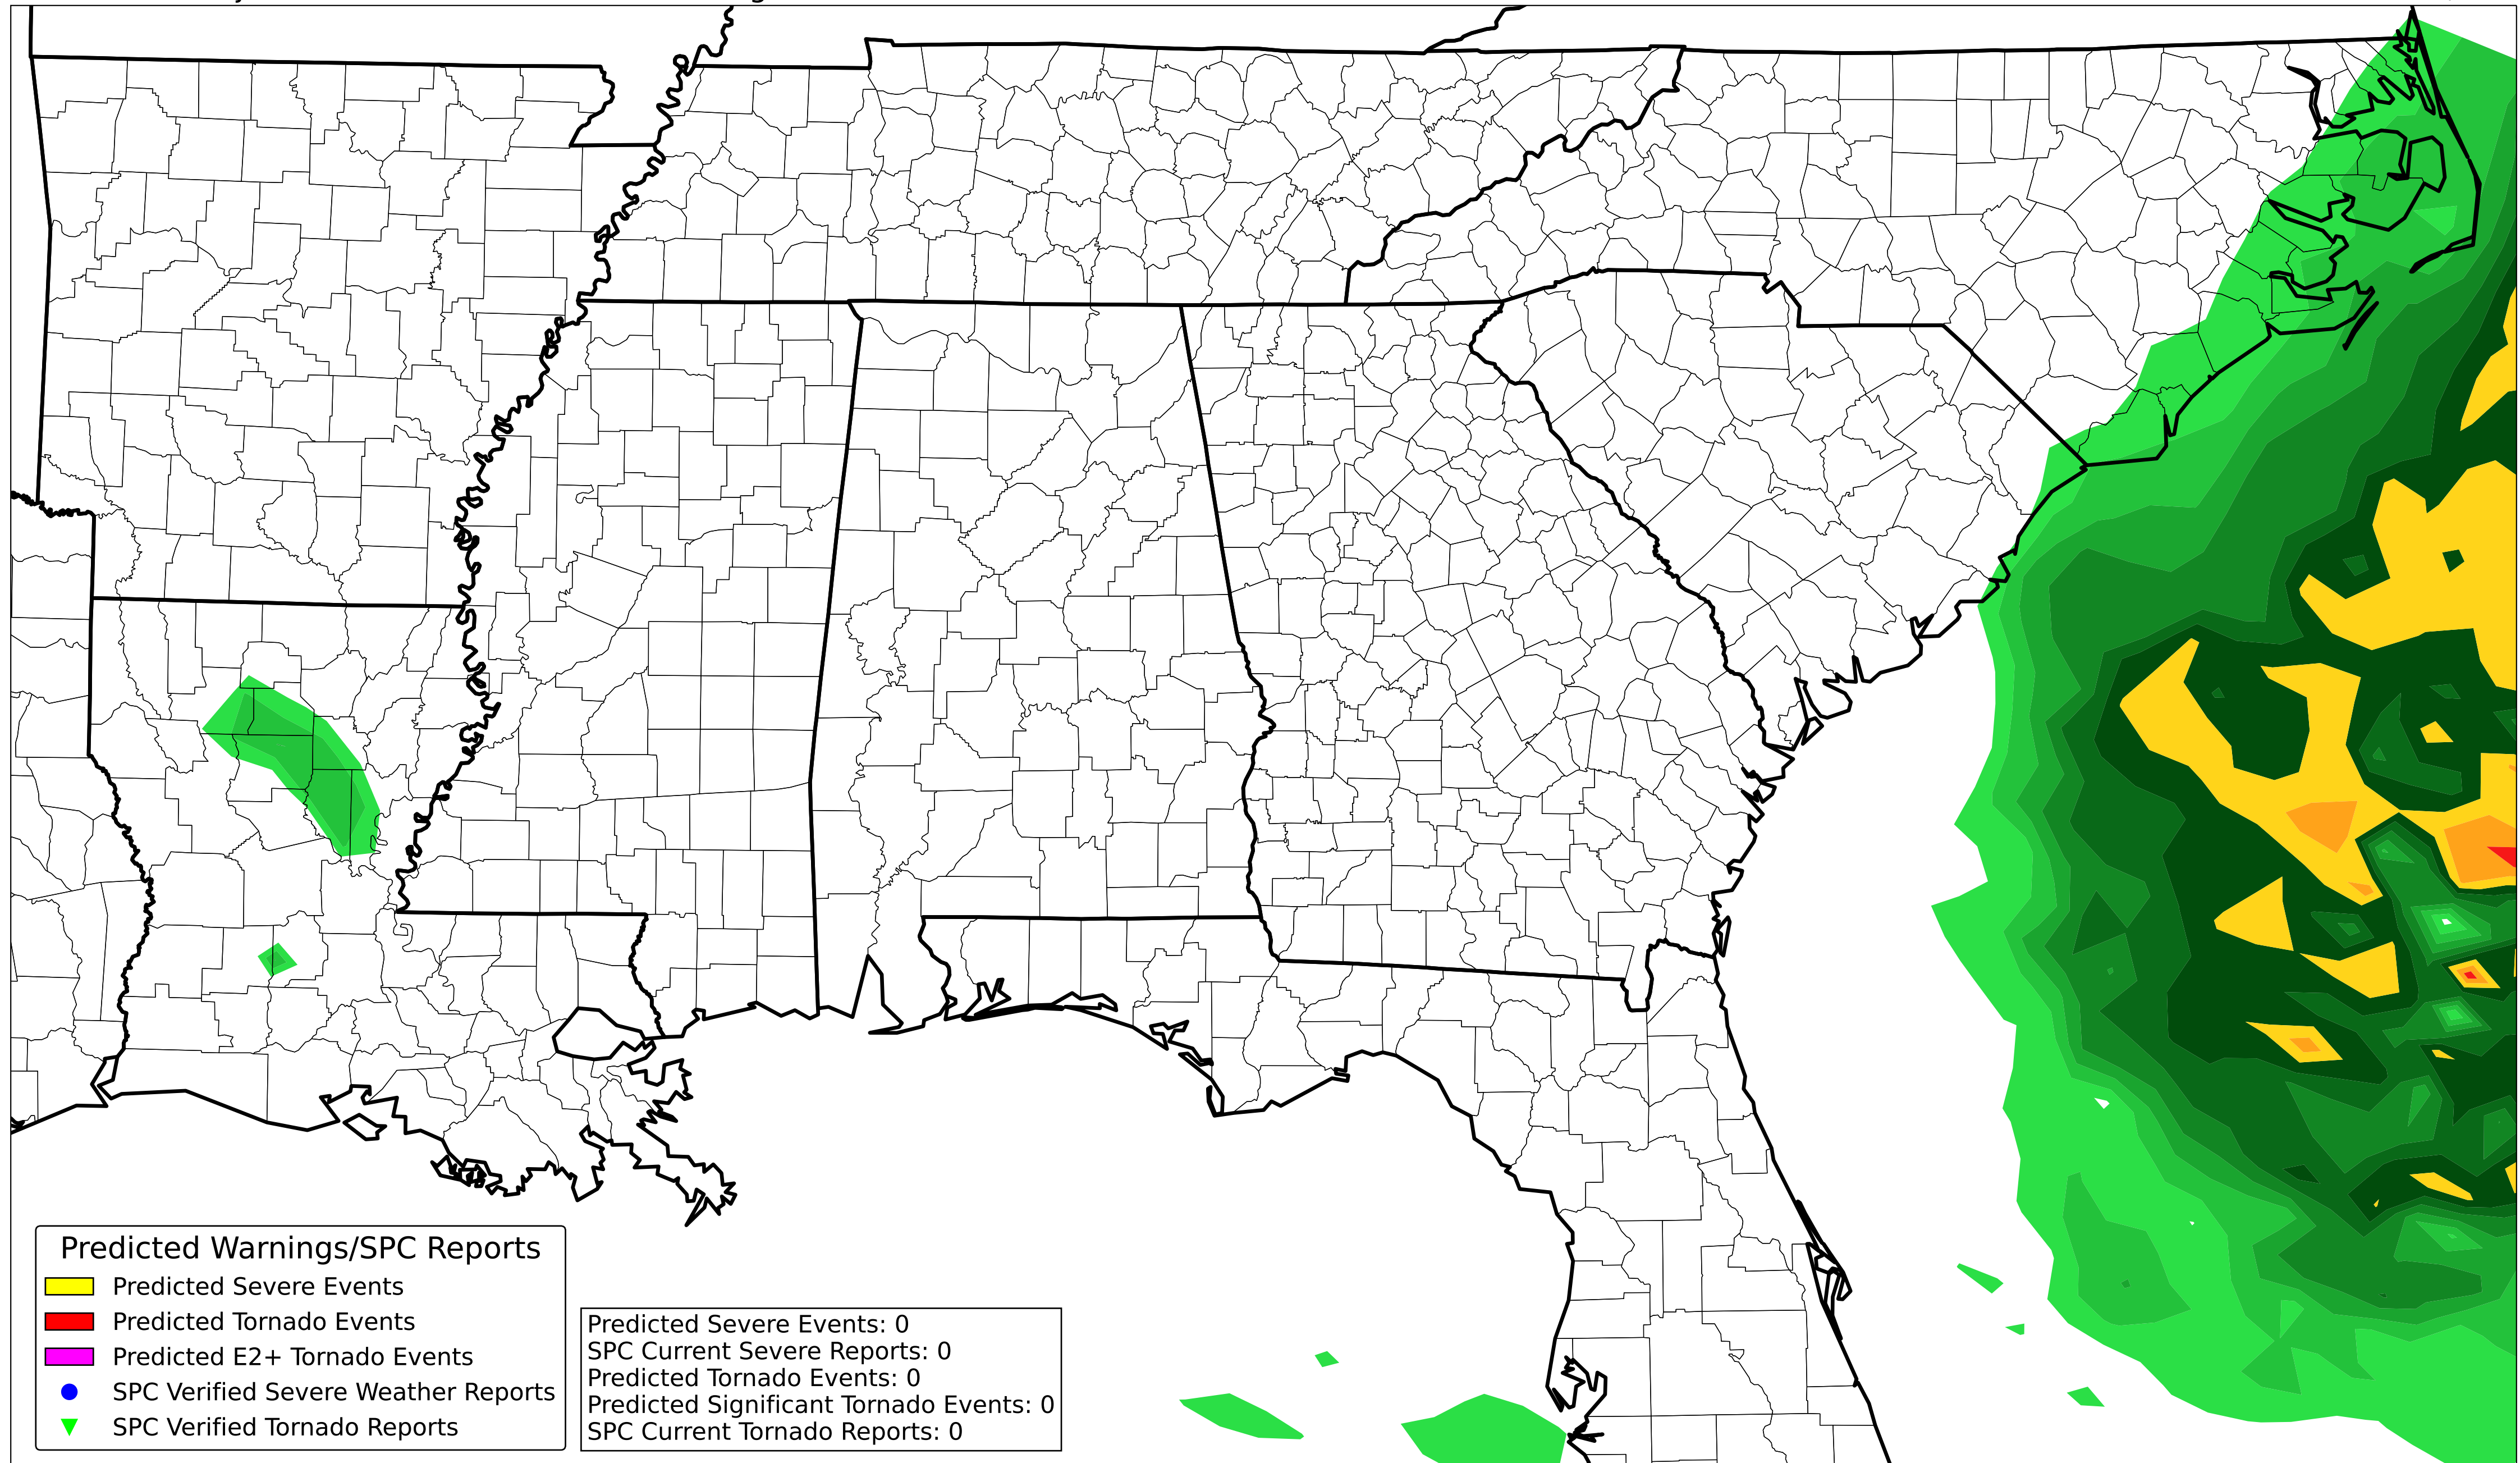 Predicted Warnings/SPC Reports
Predicted Severe Events
Predicted Tornado Events
Predicted E2+ Tornado Events
SPC Verified Severe Weather Reports
SPC Verified Tornado Reports
Predicted Severe Events: 0
SPC Current Severe Reports: 0
Predicted Tornado Events: 0
Predicted Significant Tornado Events: 0
SPC Current Tornado Reports: 0